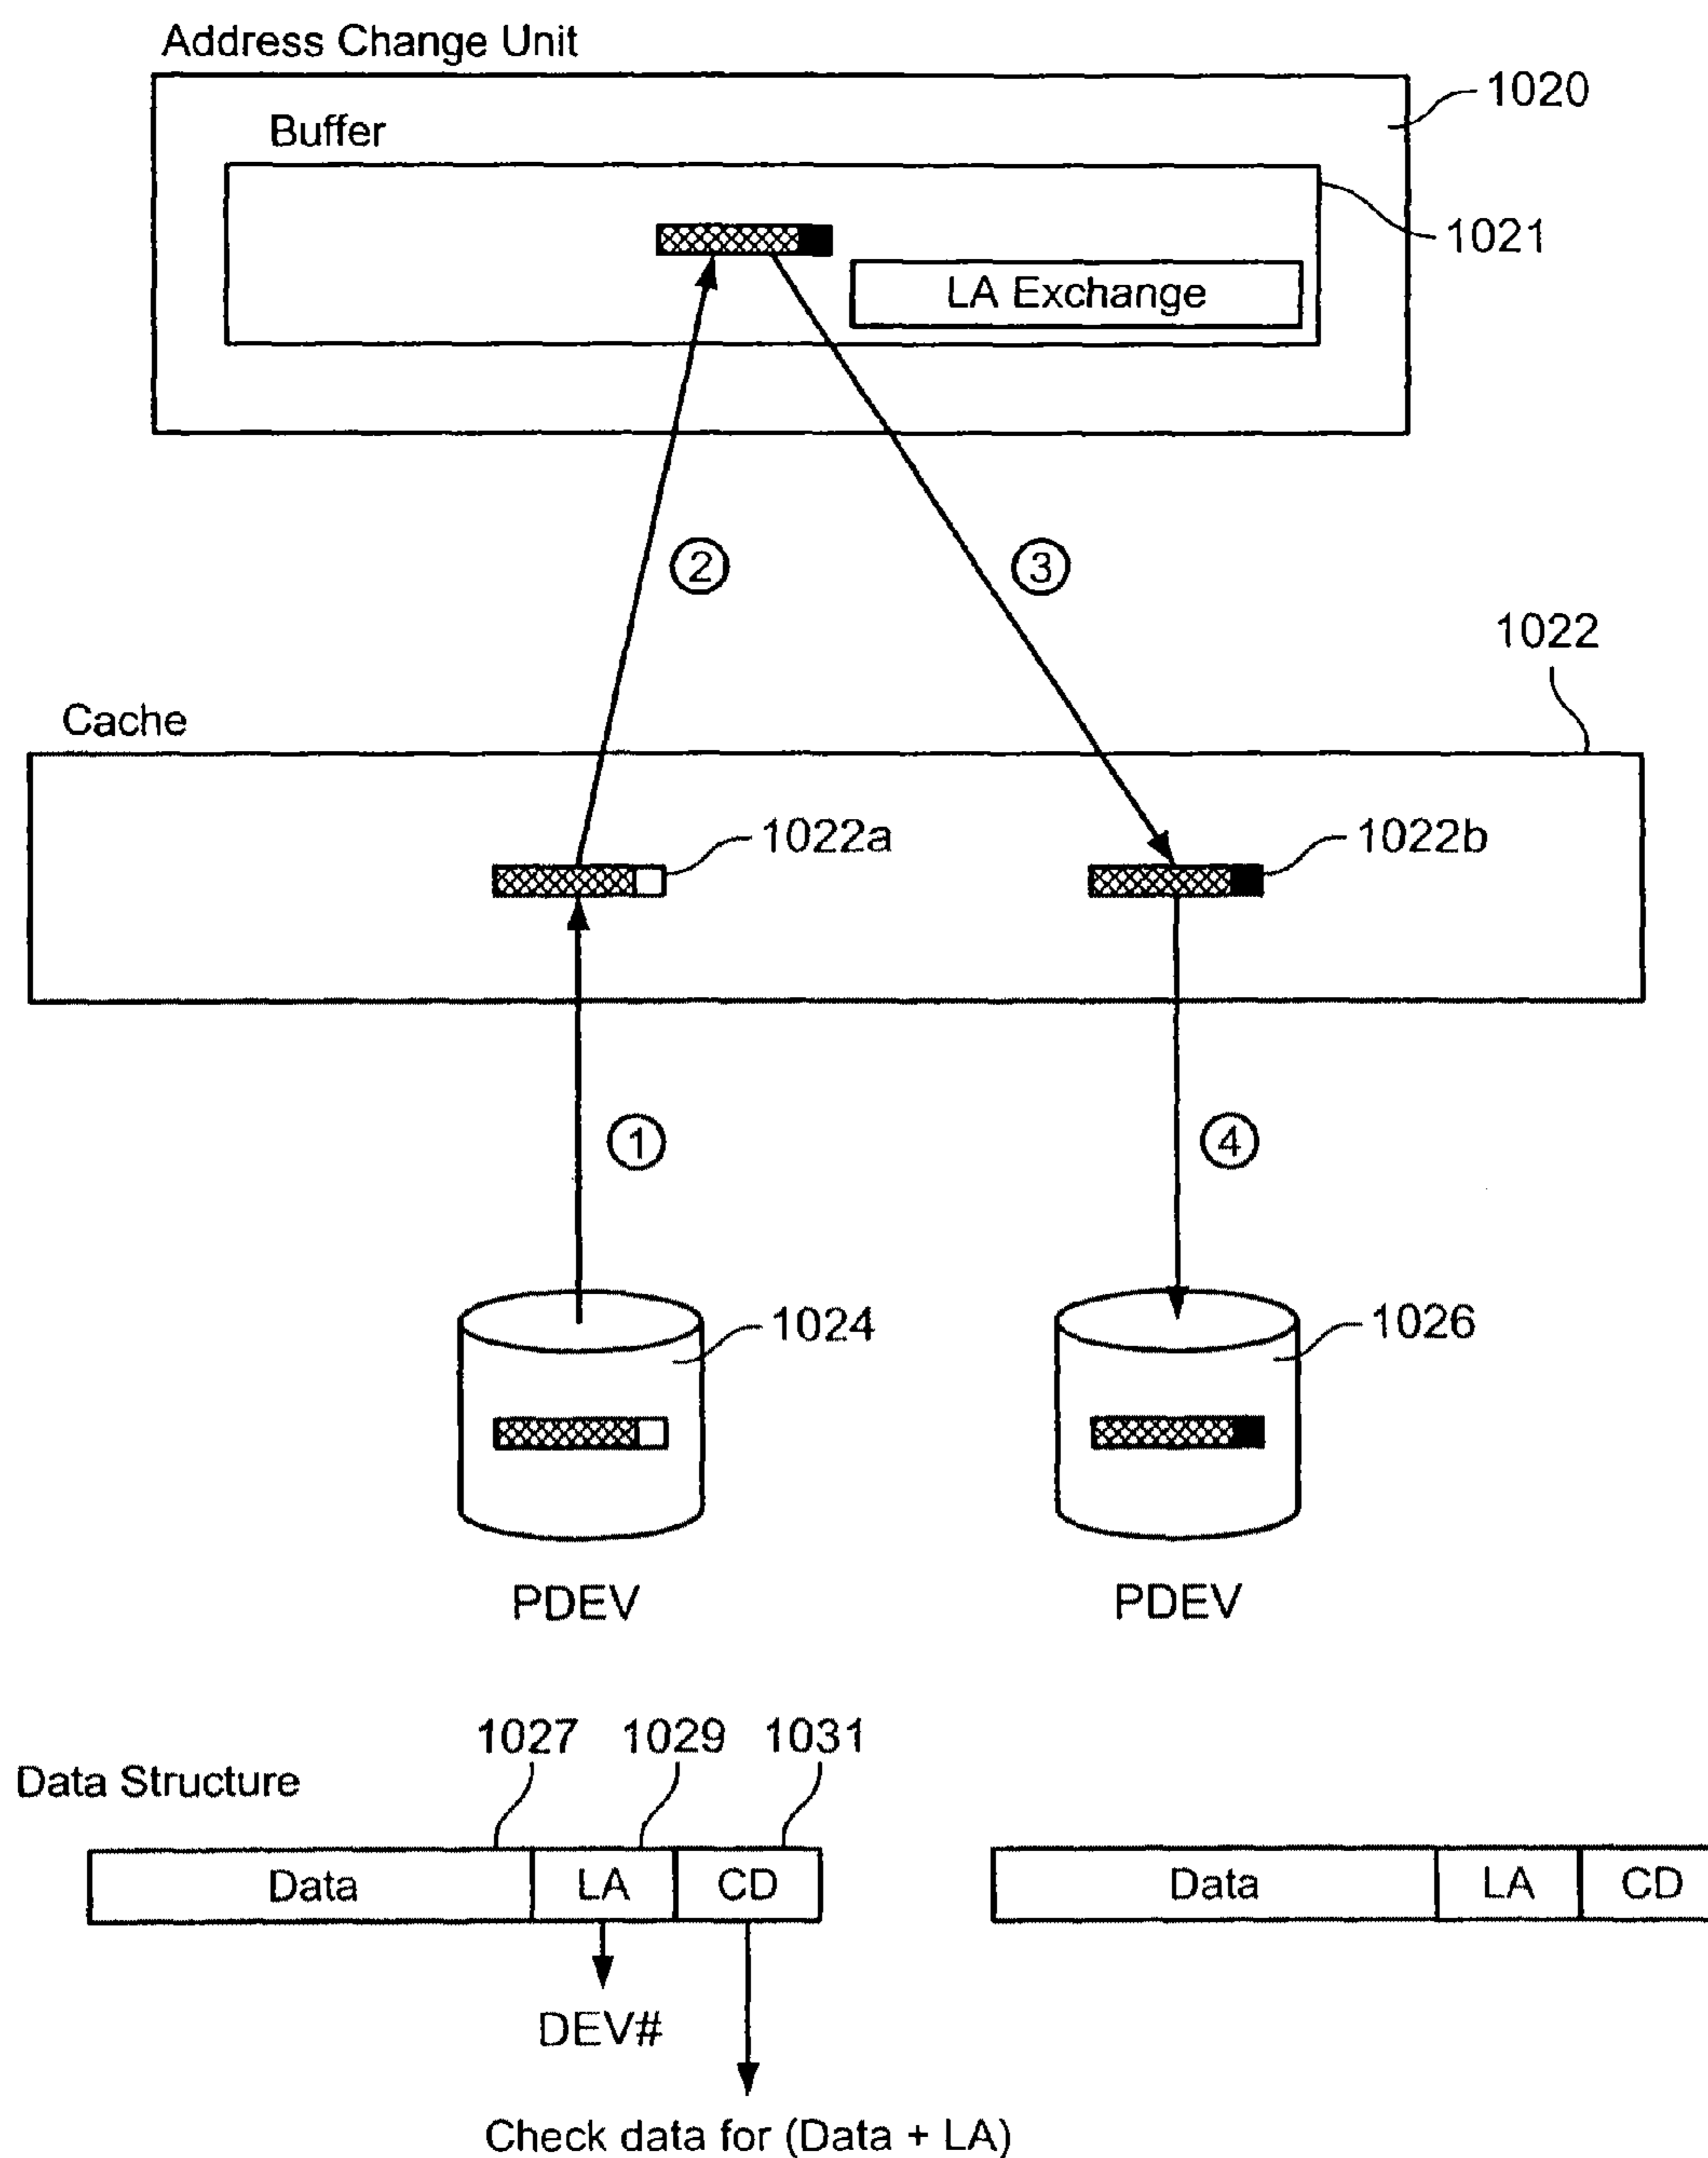 Address Change Unit
1020
Buffer
1021
LA Exchange
2
3
1022
Cache
1022a
1022b
1
4
1024
1026
PDEV
PDEV
1027 1029 1031
Data Structure
Data LA CD
Data LA CD
DEV#
Check data for (Data + LA)